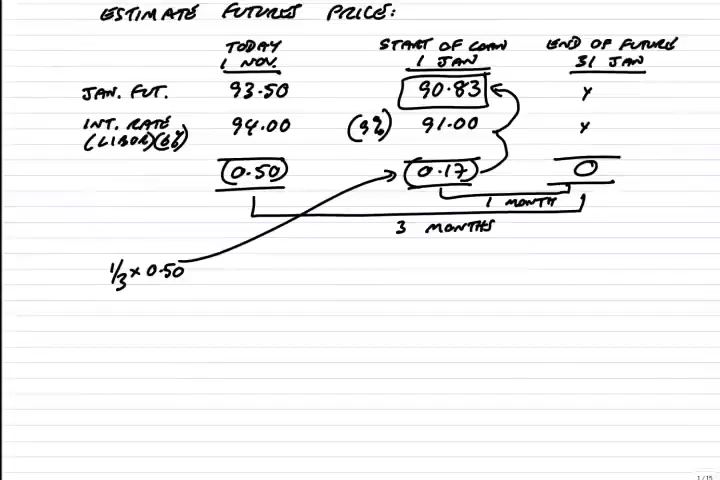 ESTIMATE FUTURES PRICE:
TODAY START OF LOAN END OF FUTURE
1 NOV. 1 JAN 31 JAN
JAN. FUT. 93.50 90.83 Y
INT. RATE 94.00 (9%) 91.00 Y
(LIBOR)(6%)
(0.50) (0.17) 0
1 MONTH
3 MONTHS
1/3 x 0.50
1/15